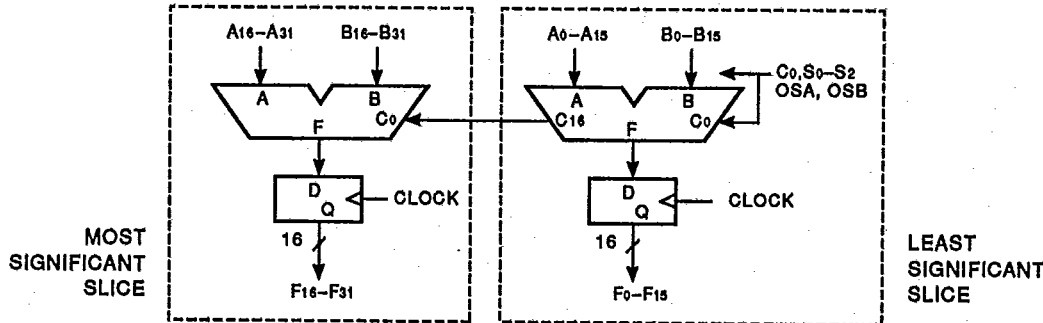 A16–A31
B16–B31
A
B
C0
F
D
Q
CLOCK
16
F16–F31
MOST
SIGNIFICANT
SLICE
A0–A15
B0–B15
C0,S0–S2
OSA, OSB
A
B
C16
C0
F
D
Q
CLOCK
16
F0–F15
LEAST
SIGNIFICANT
SLICE